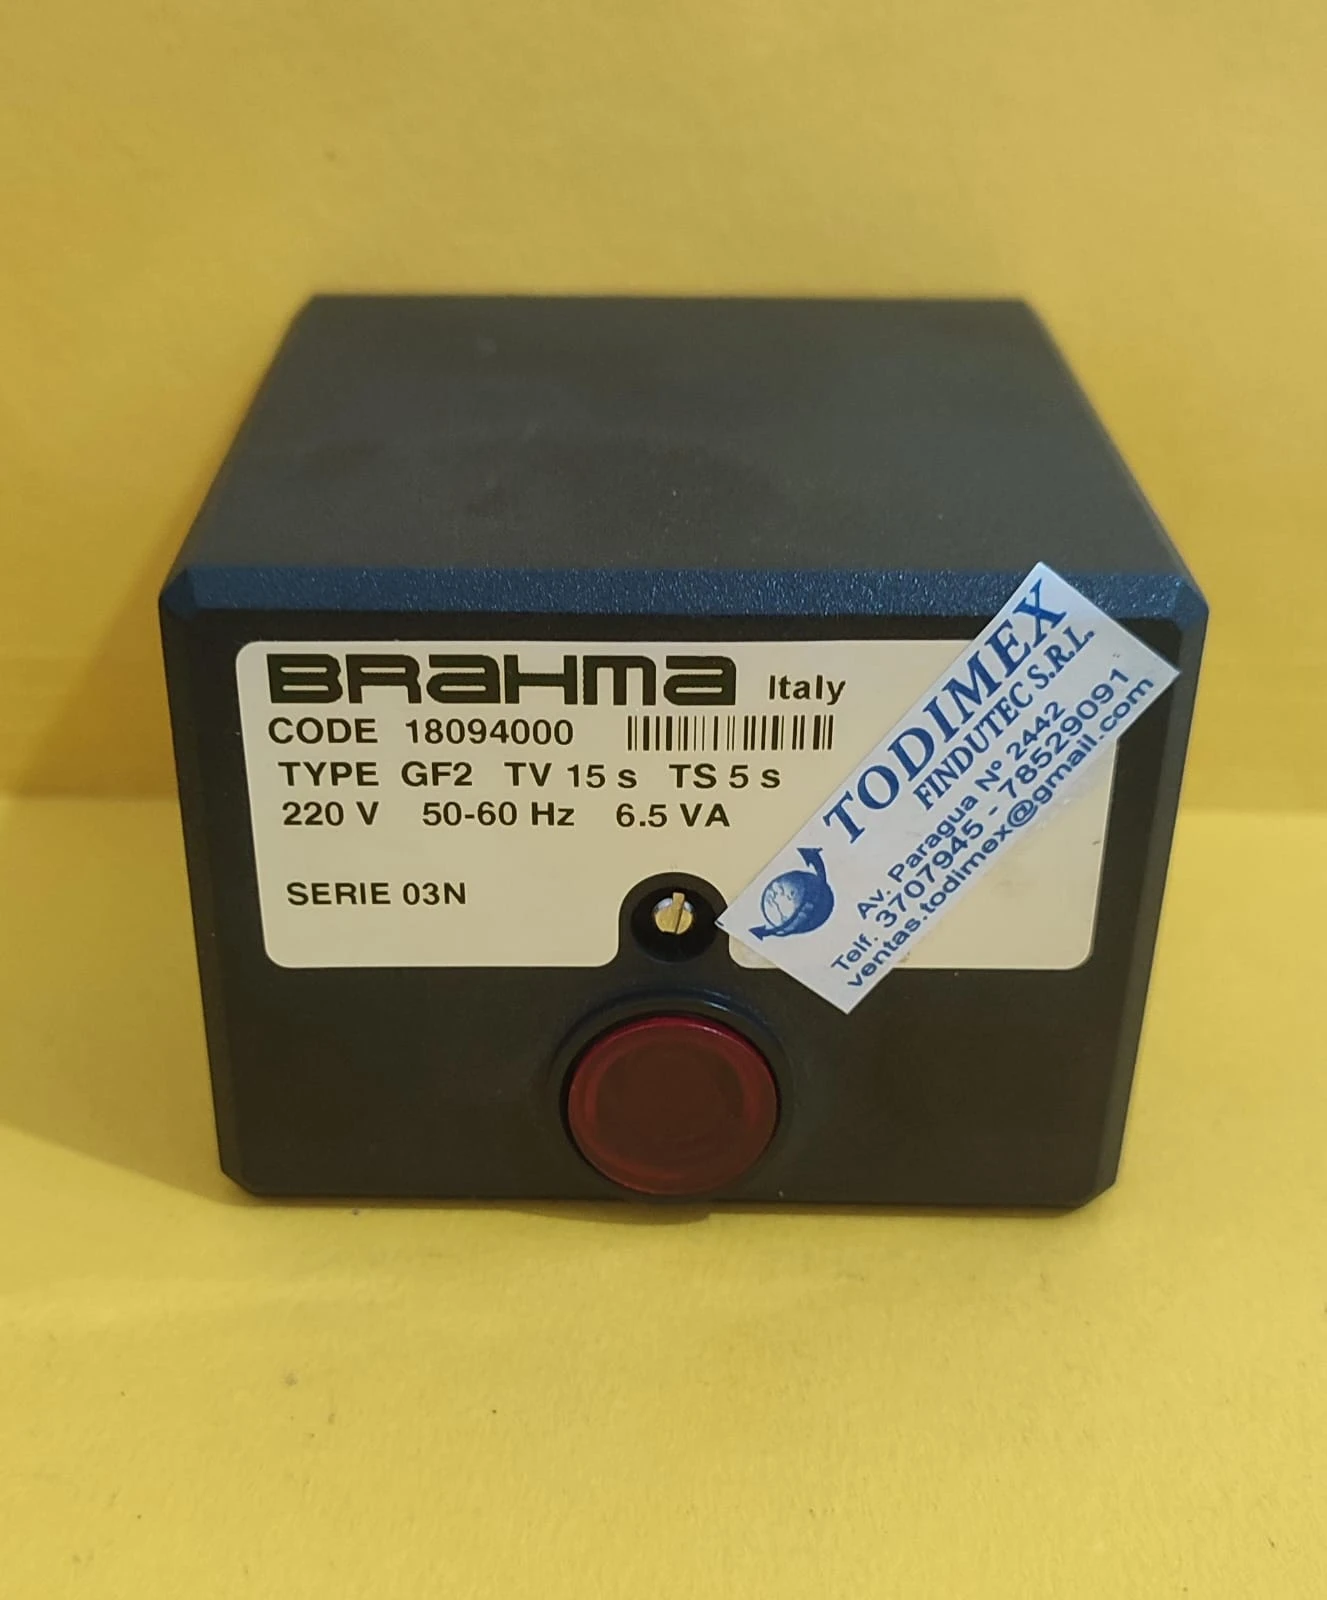 BRAHMA Italy
CODE 18094000
TYPE GF2 TV 15 s TS 5 s
220 V 50-60 Hz 6.5 VA
SERIE 03N
TODIMEX
FINDUTEC S.R.L.
Av. Paragua Nº 2442
Telf. 3707945 - 78529091
ventas.todimex@gmail.com